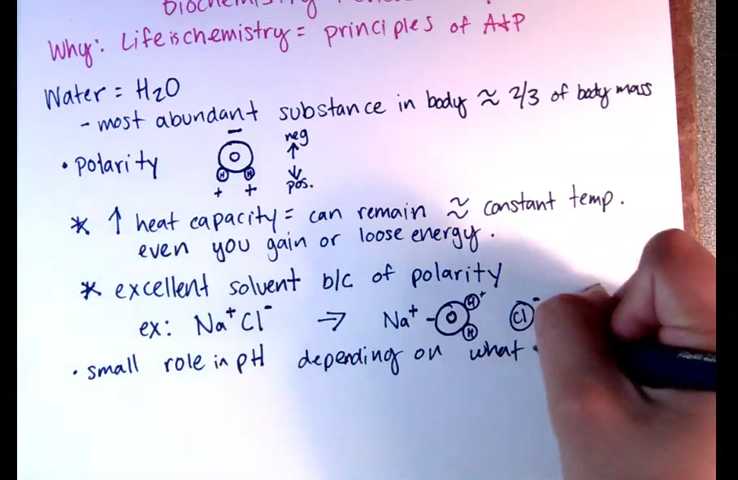 Biochemistry
Why: Life is chemistry = principles of A+P
Water = H2O
- most abundant substance in body ≈ 2/3 of body mass
• polarity
−
O
H H
+ +
neg
↑
↓
pos.
* ↑ heat capacity = can remain ≈ constant temp.
even you gain or loose energy.
* excellent solvent b/c of polarity
ex: Na+Cl- → Na+ - O H+ H Cl-
• small role in pH depending on what